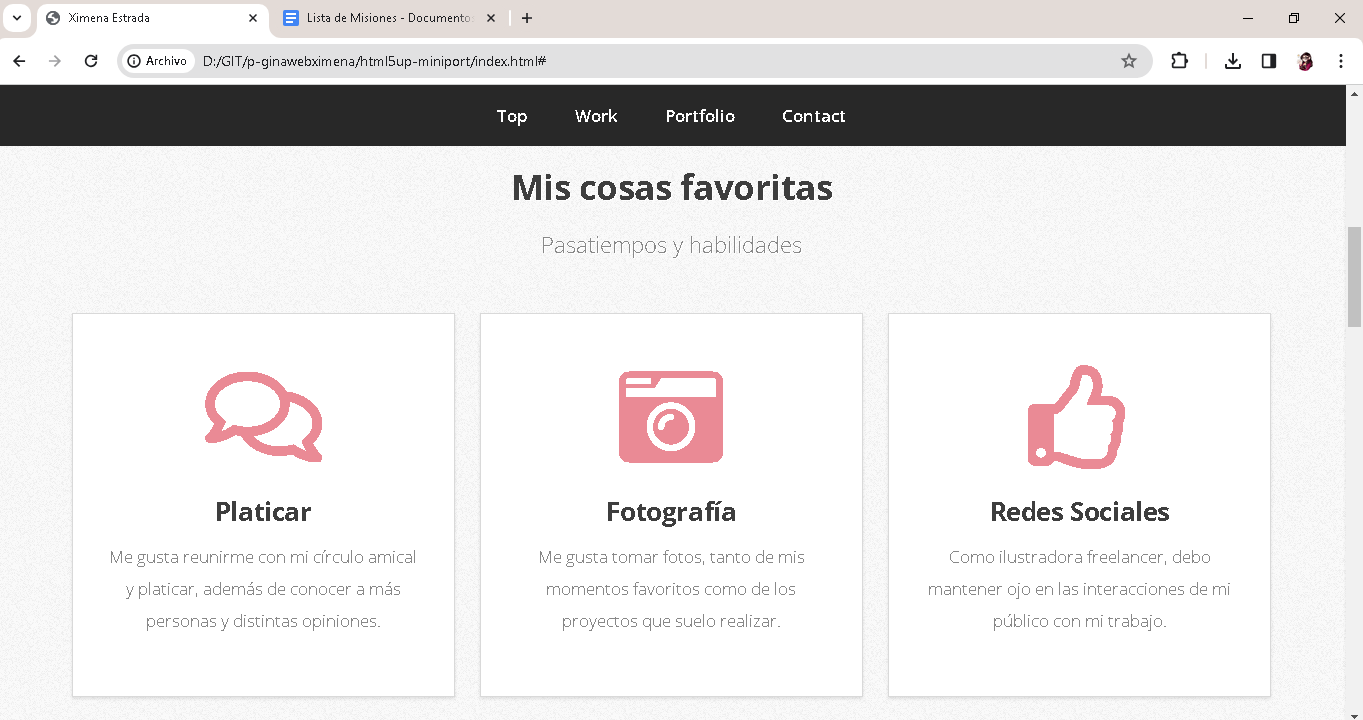 Ximena Estrada
Lista de Misiones - Documento
Archivo
D:/GIT/p-ginawebximena/html5up-miniport/index.html#
Top Work Portfolio Contact
Mis cosas favoritas
Pasatiempos y habilidades
Platicar
Me gusta reunirme con mi círculo amical
y platicar, además de conocer a más
personas y distintas opiniones.
Fotografía
Me gusta tomar fotos, tanto de mis
momentos favoritos como de los
proyectos que suelo realizar.
Redes Sociales
Como ilustradora freelancer, debo
mantener ojo en las interacciones de mi
público con mi trabajo.